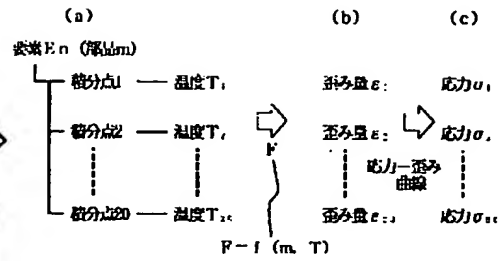 (a) (b) (c)
要素En (部品m)
積分点1 温度T₁ 歪み量ε₁ 応力σ₁
積分点2 温度T₂ F 歪み量ε₂ 応力σ₂
応力-歪み
曲線
積分点20 温度T₂₀ 歪み量ε₂₀ 応力σ₂₀
F=f (m, T)